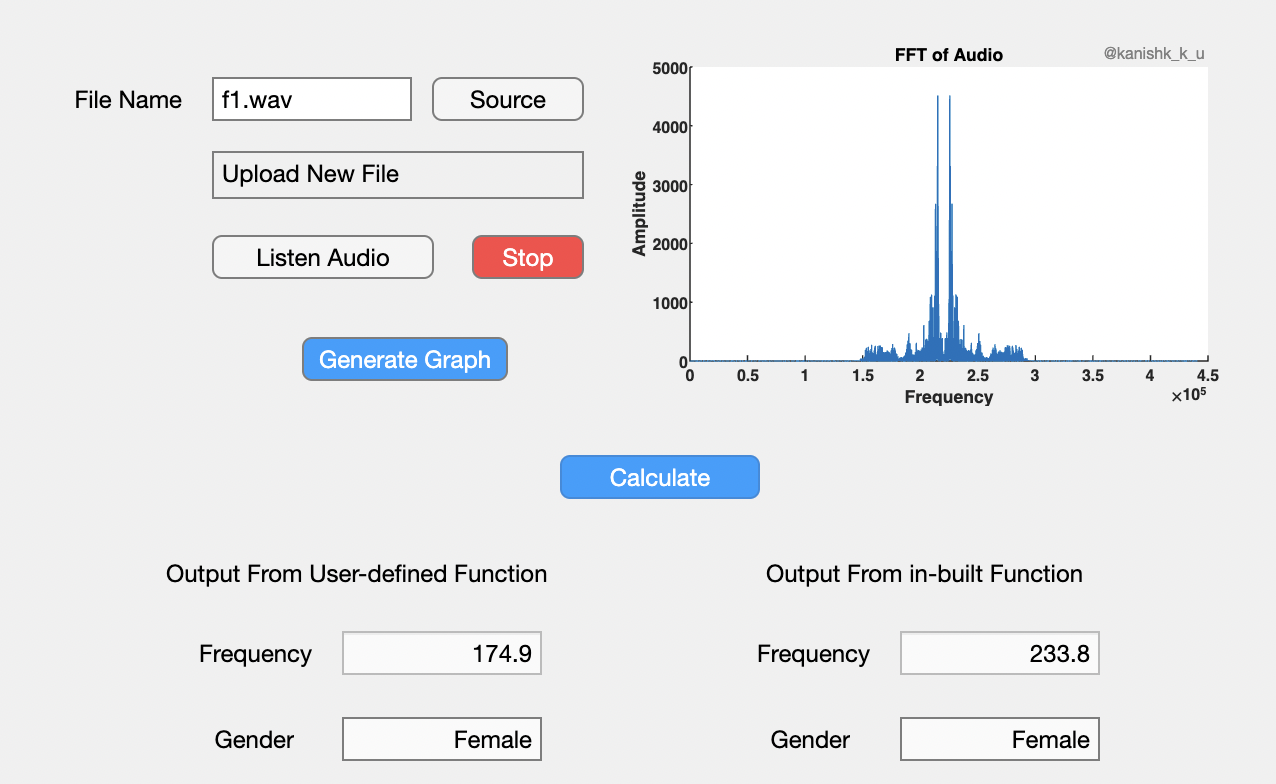 FFT of Audio
@kanishk_k_u
File Name
f1.wav
Source
Upload New File
Listen Audio
Stop
Generate Graph
Amplitude
5000
4000
3000
2000
1000
0
0 0.5 1 1.5 2 2.5 3 3.5 4 4.5
Frequency
×10⁵
Calculate
Output From User-defined Function
Output From in-built Function
Frequency
174.9
Frequency
233.8
Gender
Female
Gender
Female